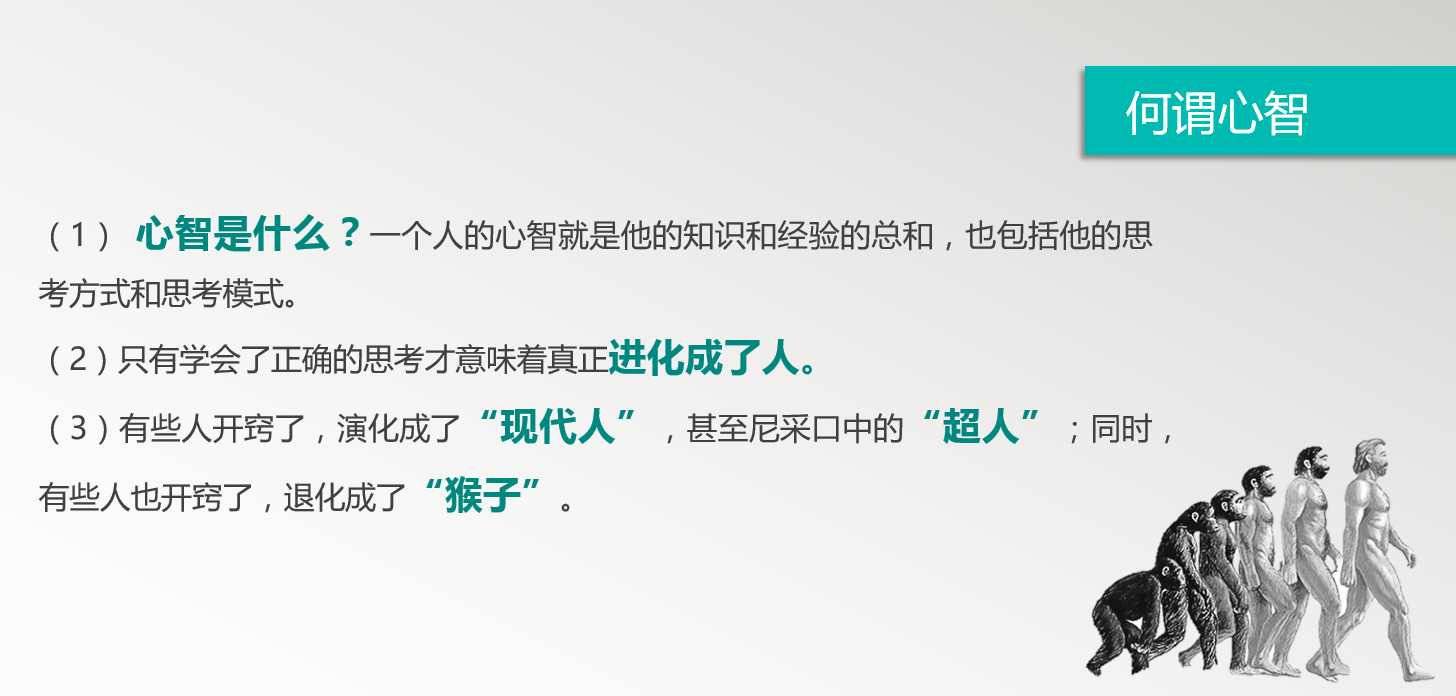 何谓心智
（1） 心智是什么？一个人的心智就是他的知识和经验的总和，也包括他的思
考方式和思考模式。
（2）只有学会了正确的思考才意味着真正进化成了人。
（3）有些人开窍了，演化成了“现代人”，甚至尼采口中的“超人”；同时，
有些人也开窍了，退化成了“猴子”。